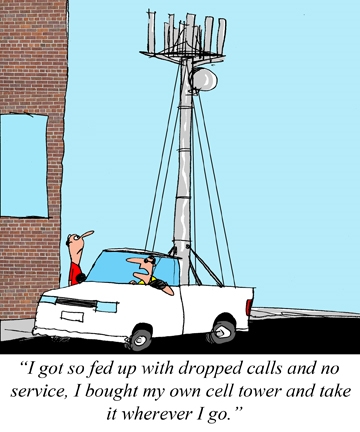 “I got so fed up with dropped calls and no
service, I bought my own cell tower and take
it wherever I go.”